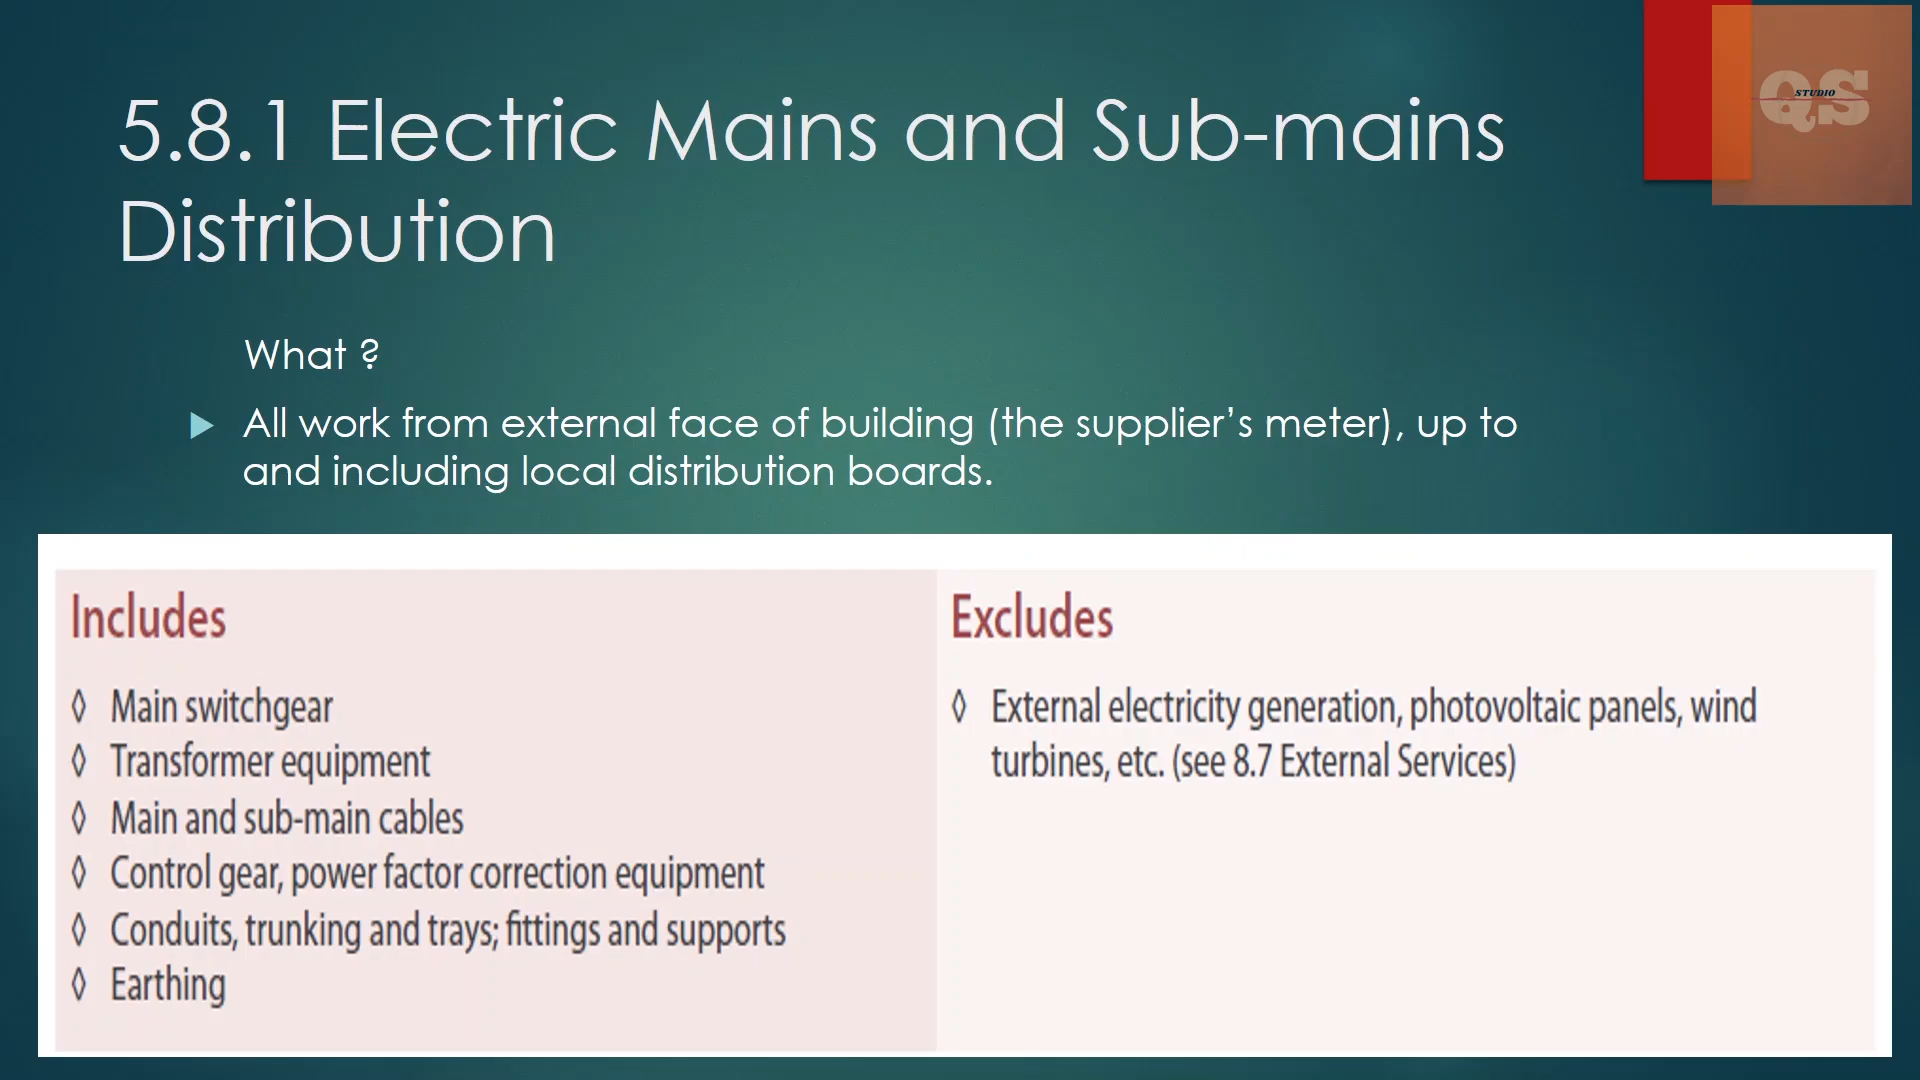 5.8.1 Electric Mains and Sub-mains
Distribution
QS
STUDIO
What ?
All work from external face of building (the supplier’s meter), up to
and including local distribution boards.
Includes
◊ Main switchgear
◊ Transformer equipment
◊ Main and sub-main cables
◊ Control gear, power factor correction equipment
◊ Conduits, trunking and trays; fittings and supports
◊ Earthing
Excludes
◊ External electricity generation, photovoltaic panels, wind
turbines, etc. (see 8.7 External Services)